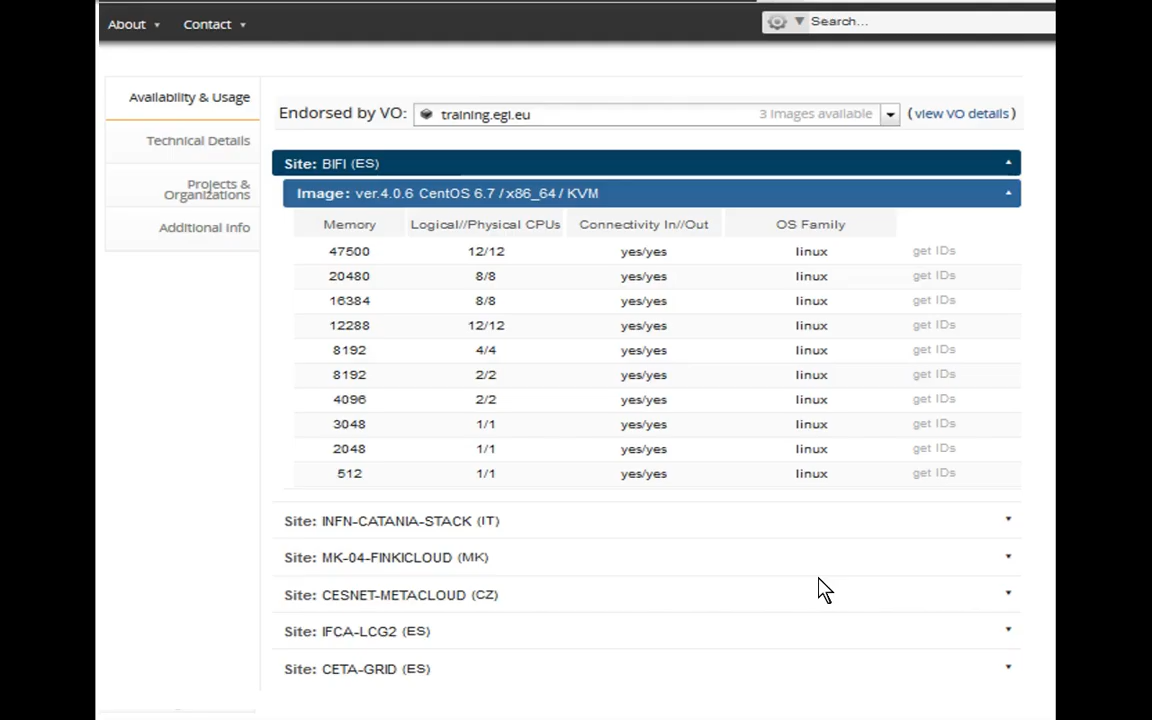 About Contact Search...
Availability & Usage
Technical Details
Projects &
Organizations
Additional Info
Endorsed by VO: training.egi.eu 3 images available (view VO details)
Site: BIFI (ES)
Image: ver.4.0.6 CentOS 6.7 / x86_64 / KVM
Memory Logical//Physical CPUs Connectivity In//Out OS Family
47500 12/12 yes/yes linux get IDs
20480 8/8 yes/yes linux get IDs
16384 8/8 yes/yes linux get IDs
12288 12/12 yes/yes linux get IDs
8192 4/4 yes/yes linux get IDs
8192 2/2 yes/yes linux get IDs
4096 2/2 yes/yes linux get IDs
3048 1/1 yes/yes linux get IDs
2048 1/1 yes/yes linux get IDs
512 1/1 yes/yes linux get IDs
Site: INFN-CATANIA-STACK (IT)
Site: MK-04-FINKICLOUD (MK)
Site: CESNET-METACLOUD (CZ)
Site: IFCA-LCG2 (ES)
Site: CETA-GRID (ES)